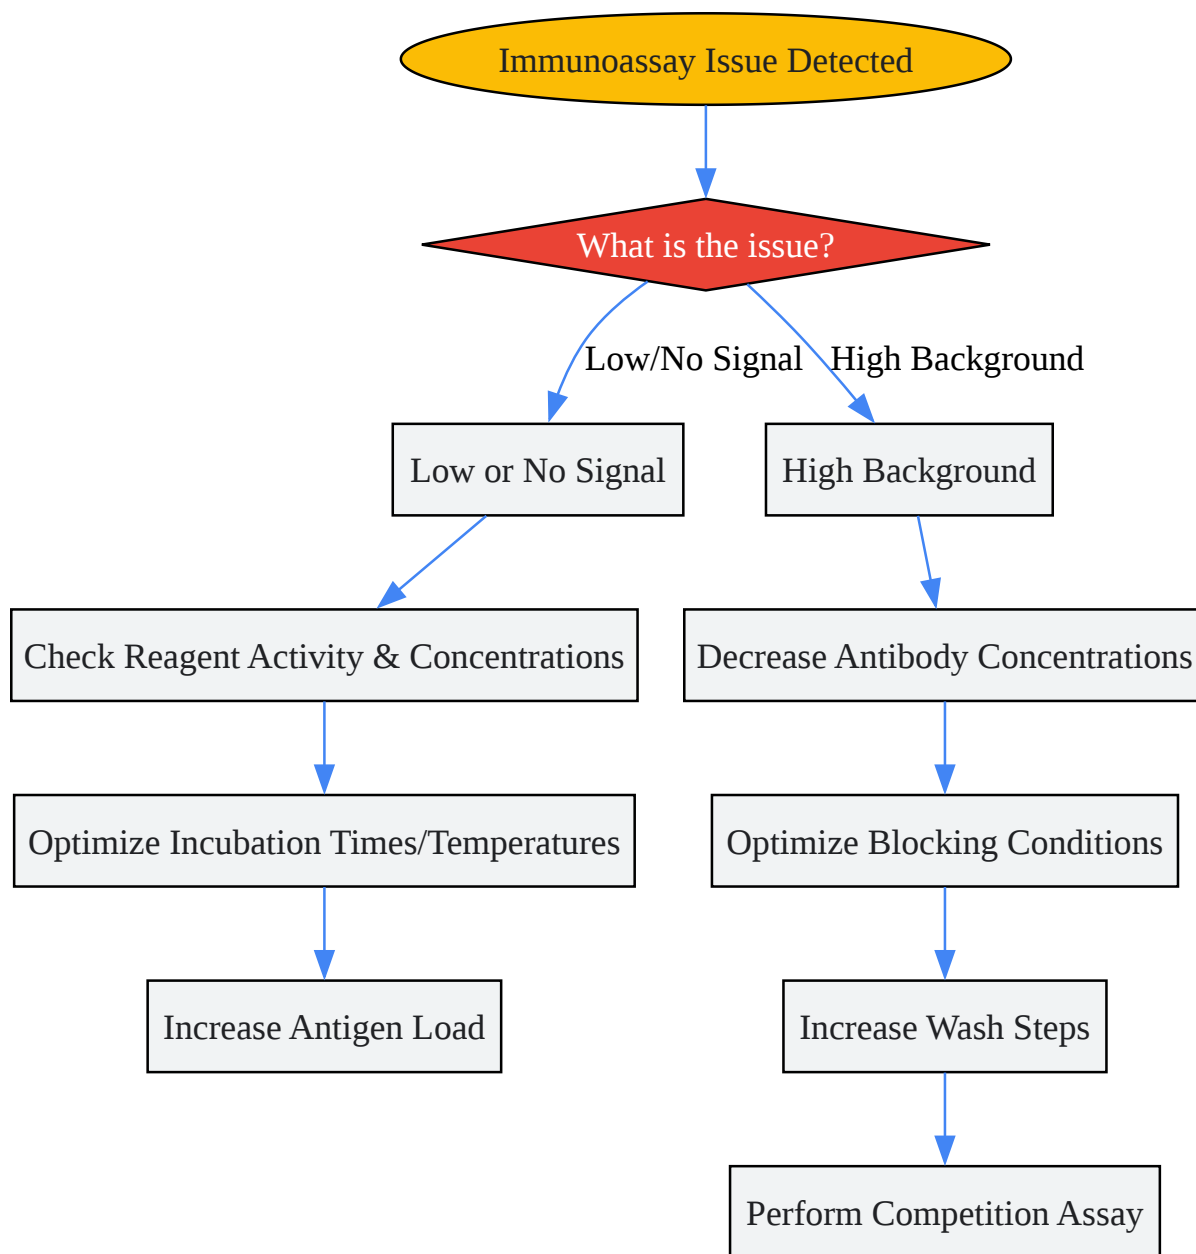 Immunoassay Issue Detected
What is the issue?
Low/No Signal
High Background
Low or No Signal
High Background
Check Reagent Activity & Concentrations
Decrease Antibody Concentrations
Optimize Incubation Times/Temperatures
Optimize Blocking Conditions
Increase Antigen Load
Increase Wash Steps
Perform Competition Assay